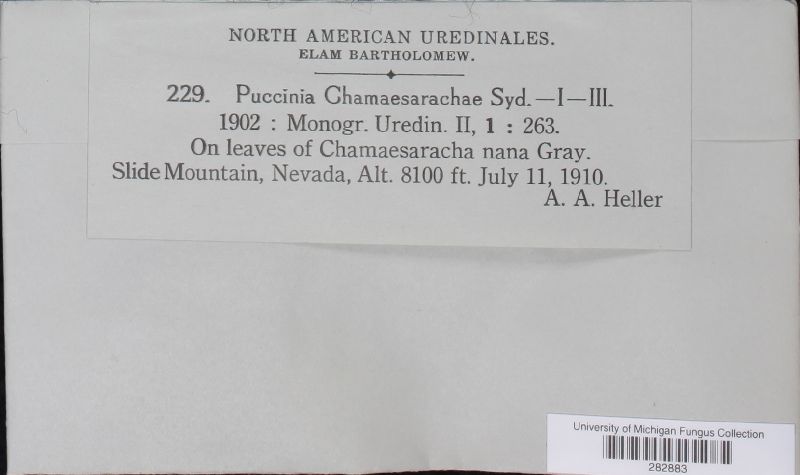 NORTH AMERICAN UREDINALES.
ELAM BARTHOLOMEW.
229. Puccinia Chamaesarachae Syd.—I—III.
1902 : Monogr. Uredin. II, 1 : 263.
On leaves of Chamaesaracha nana Gray.
Slide Mountain, Nevada, Alt. 8100 ft. July 11, 1910.
A. A. Heller
University of Michigan Fungus Collection
282883